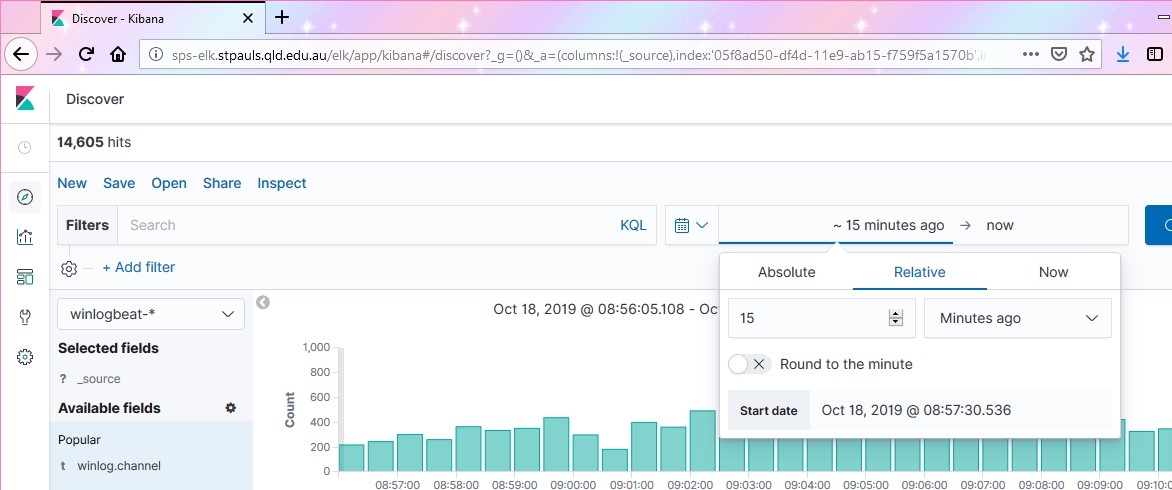 Discover - Kibana
sps-elk.stpauls.qld.edu.au/elk/app/kibana#/discover?_g=()&_a=(columns:!(_source),index:'05f8ad50-df4d-11e9-ab15-f759f5a1570b',i
Discover
14,605 hits
New Save Open Share Inspect
Filters Search KQL ~ 15 minutes ago → now
+ Add filter
Absolute Relative Now
winlogbeat-*
Oct 18, 2019 @ 08:56:05.108 - Oc
15 Minutes ago
Selected fields
? _source
Round to the minute
Available fields
Start date Oct 18, 2019 @ 08:57:30.536
Popular
t winlog.channel
Count
1,000
800
600
400
200
0
08:57:00 08:58:00 08:59:00 09:00:00 09:01:00 09:02:00 09:03:00 09:04:00 09:05:00 09:06:00 09:07:00 09:08:00 09:09:00 09:10:0